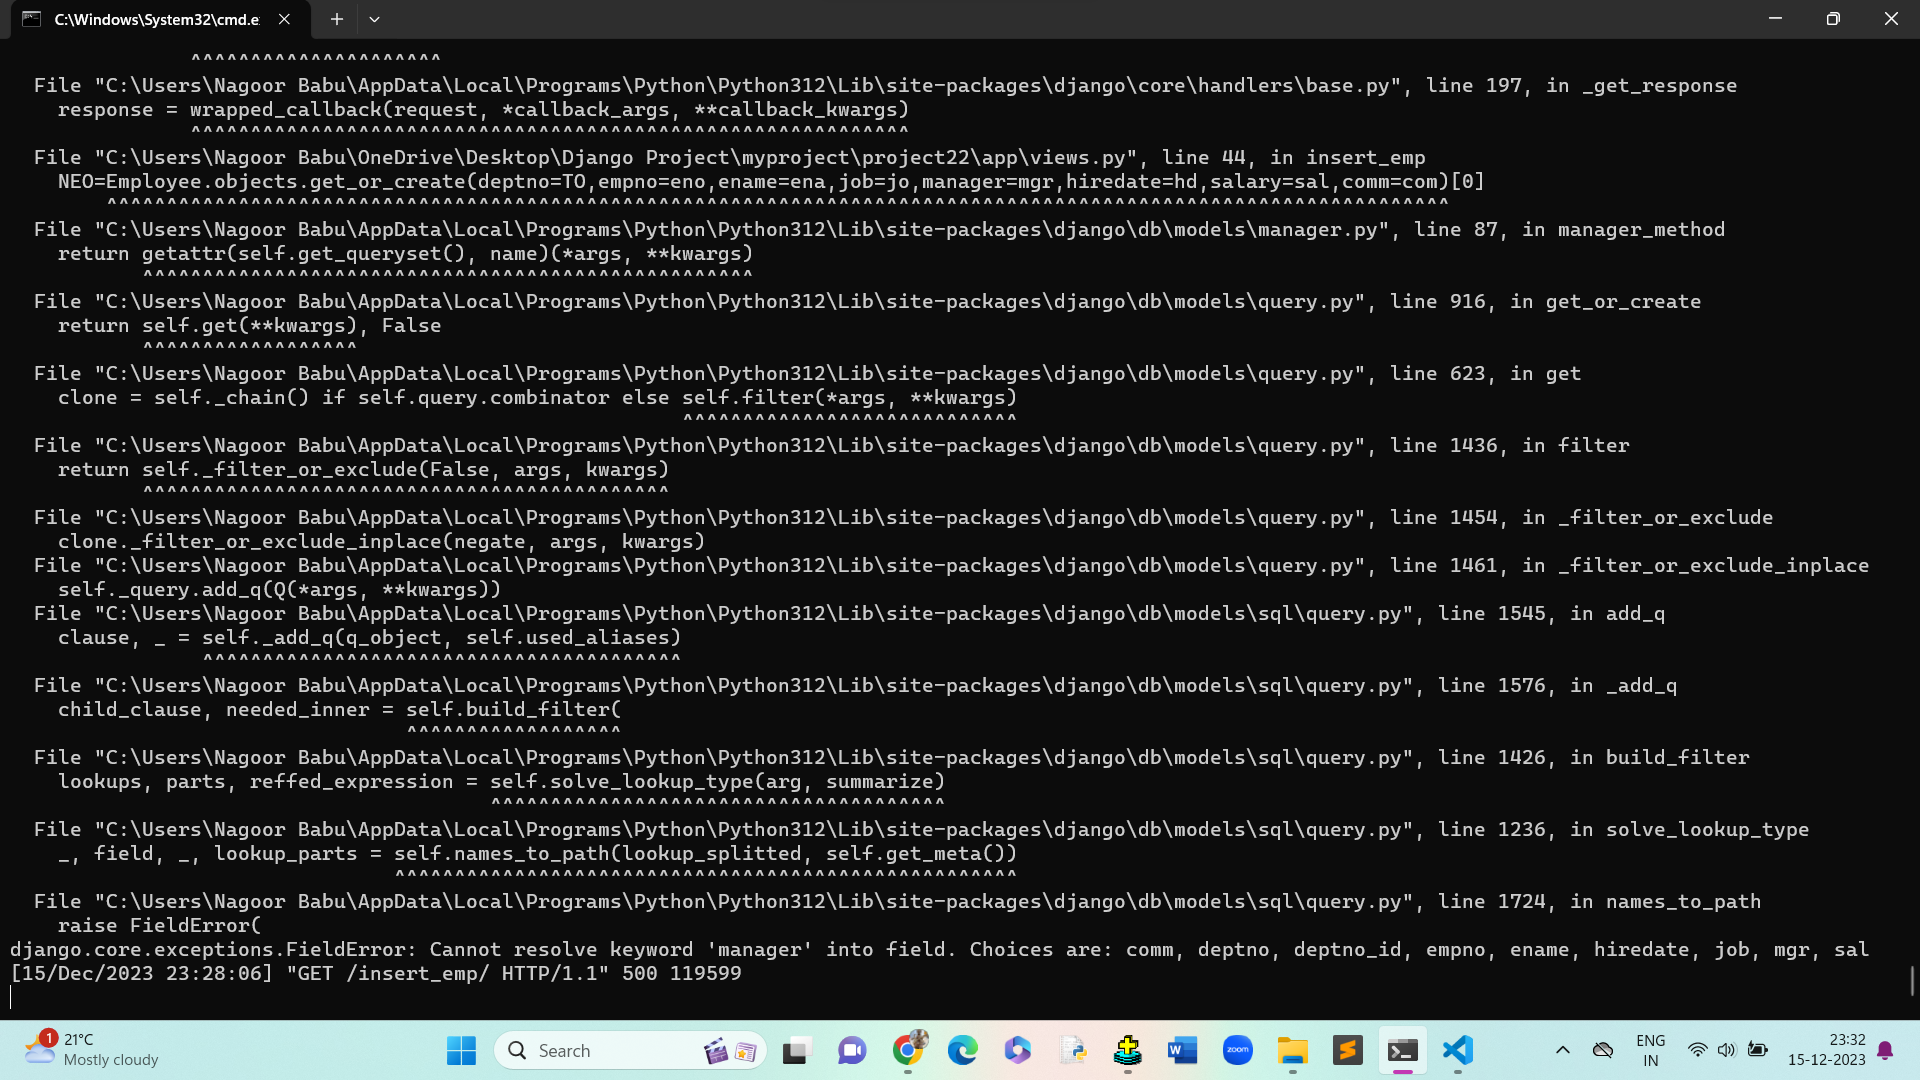 C:\Windows\System32\cmd.e
^^^^^^^^^^^^^^^^^^^^^
File "C:\Users\Nagoor Babu\AppData\Local\Programs\Python\Python312\Lib\site-packages\django\core\handlers\base.py", line 197, in _get_response
response = wrapped_callback(request, *callback_args, **callback_kwargs)
^^^^^^^^^^^^^^^^^^^^^^^^^^^^^^^^^^^^^^^^^^^^^^^^^^^^^^^^^^^^
File "C:\Users\Nagoor Babu\OneDrive\Desktop\Django Project\myproject\project22\app\views.py", line 44, in insert_emp
NEO=Employee.objects.get_or_create(deptno=TO,empno=eno,ename=ena,job=jo,manager=mgr,hiredate=hd,salary=sal,comm=com)[0]
^^^^^^^^^^^^^^^^^^^^^^^^^^^^^^^^^^^^^^^^^^^^^^^^^^^^^^^^^^^^^^^^^^^^^^^^^^^^^^^^^^^^^^^^^^^^^^^^^^^^^^^^^^^^^^^^
File "C:\Users\Nagoor Babu\AppData\Local\Programs\Python\Python312\Lib\site-packages\django\db\models\manager.py", line 87, in manager_method
return getattr(self.get_queryset(), name)(*args, **kwargs)
^^^^^^^^^^^^^^^^^^^^^^^^^^^^^^^^^^^^^^^^^^^^^^^^^^^
File "C:\Users\Nagoor Babu\AppData\Local\Programs\Python\Python312\Lib\site-packages\django\db\models\query.py", line 916, in get_or_create
return self.get(**kwargs), False
^^^^^^^^^^^^^^^^^^
File "C:\Users\Nagoor Babu\AppData\Local\Programs\Python\Python312\Lib\site-packages\django\db\models\query.py", line 623, in get
clone = self._chain() if self.query.combinator else self.filter(*args, **kwargs)
^^^^^^^^^^^^^^^^^^^^^^^^^^^^
File "C:\Users\Nagoor Babu\AppData\Local\Programs\Python\Python312\Lib\site-packages\django\db\models\query.py", line 1436, in filter
return self._filter_or_exclude(False, args, kwargs)
^^^^^^^^^^^^^^^^^^^^^^^^^^^^^^^^^^^^^^^^^^^^
File "C:\Users\Nagoor Babu\AppData\Local\Programs\Python\Python312\Lib\site-packages\django\db\models\query.py", line 1454, in _filter_or_exclude
clone._filter_or_exclude_inplace(negate, args, kwargs)
File "C:\Users\Nagoor Babu\AppData\Local\Programs\Python\Python312\Lib\site-packages\django\db\models\query.py", line 1461, in _filter_or_exclude_inplace
self._query.add_q(Q(*args, **kwargs))
File "C:\Users\Nagoor Babu\AppData\Local\Programs\Python\Python312\Lib\site-packages\django\db\models\sql\query.py", line 1545, in add_q
clause, _ = self._add_q(q_object, self.used_aliases)
^^^^^^^^^^^^^^^^^^^^^^^^^^^^^^^^^^^^^^^^
File "C:\Users\Nagoor Babu\AppData\Local\Programs\Python\Python312\Lib\site-packages\django\db\models\sql\query.py", line 1576, in _add_q
child_clause, needed_inner = self.build_filter(
^^^^^^^^^^^^^^^^^^
File "C:\Users\Nagoor Babu\AppData\Local\Programs\Python\Python312\Lib\site-packages\django\db\models\sql\query.py", line 1426, in build_filter
lookups, parts, reffed_expression = self.solve_lookup_type(arg, summarize)
^^^^^^^^^^^^^^^^^^^^^^^^^^^^^^^^^^^^^^
File "C:\Users\Nagoor Babu\AppData\Local\Programs\Python\Python312\Lib\site-packages\django\db\models\sql\query.py", line 1236, in solve_lookup_type
_, field, _, lookup_parts = self.names_to_path(lookup_splitted, self.get_meta())
^^^^^^^^^^^^^^^^^^^^^^^^^^^^^^^^^^^^^^^^^^^^^^^^^^^^
File "C:\Users\Nagoor Babu\AppData\Local\Programs\Python\Python312\Lib\site-packages\django\db\models\sql\query.py", line 1724, in names_to_path
raise FieldError(
django.core.exceptions.FieldError: Cannot resolve keyword 'manager' into field. Choices are: comm, deptno, deptno_id, empno, ename, hiredate, job, mgr, sal
[15/Dec/2023 23:28:06] "GET /insert_emp/ HTTP/1.1" 500 119599
1
21°C
Mostly cloudy
Search
W
zoom
ENG
IN
23:32
15-12-2023